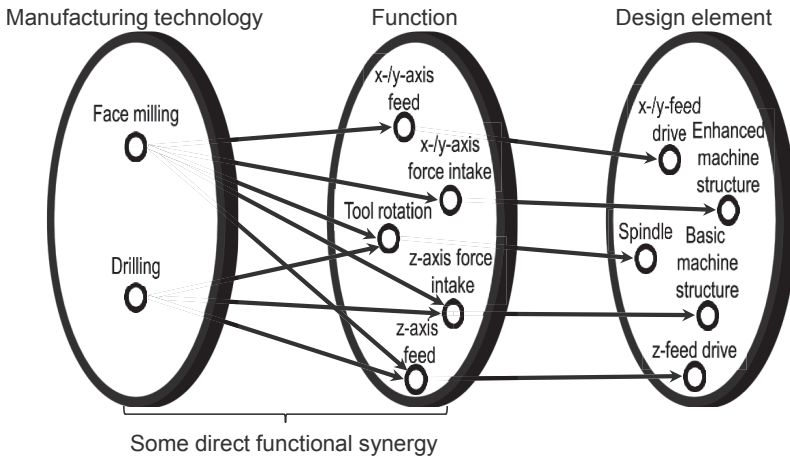 Manufacturing technology
Function
Design element
Face milling
Drilling
x-/y-axis
feed
x-/y-axis
force intake
Tool rotation
z-axis force
intake
z-axis
feed
x-/y-feed
drive
Enhanced
machine
structure
Spindle
Basic
machine
structure
z-feed drive
Some direct functional synergy